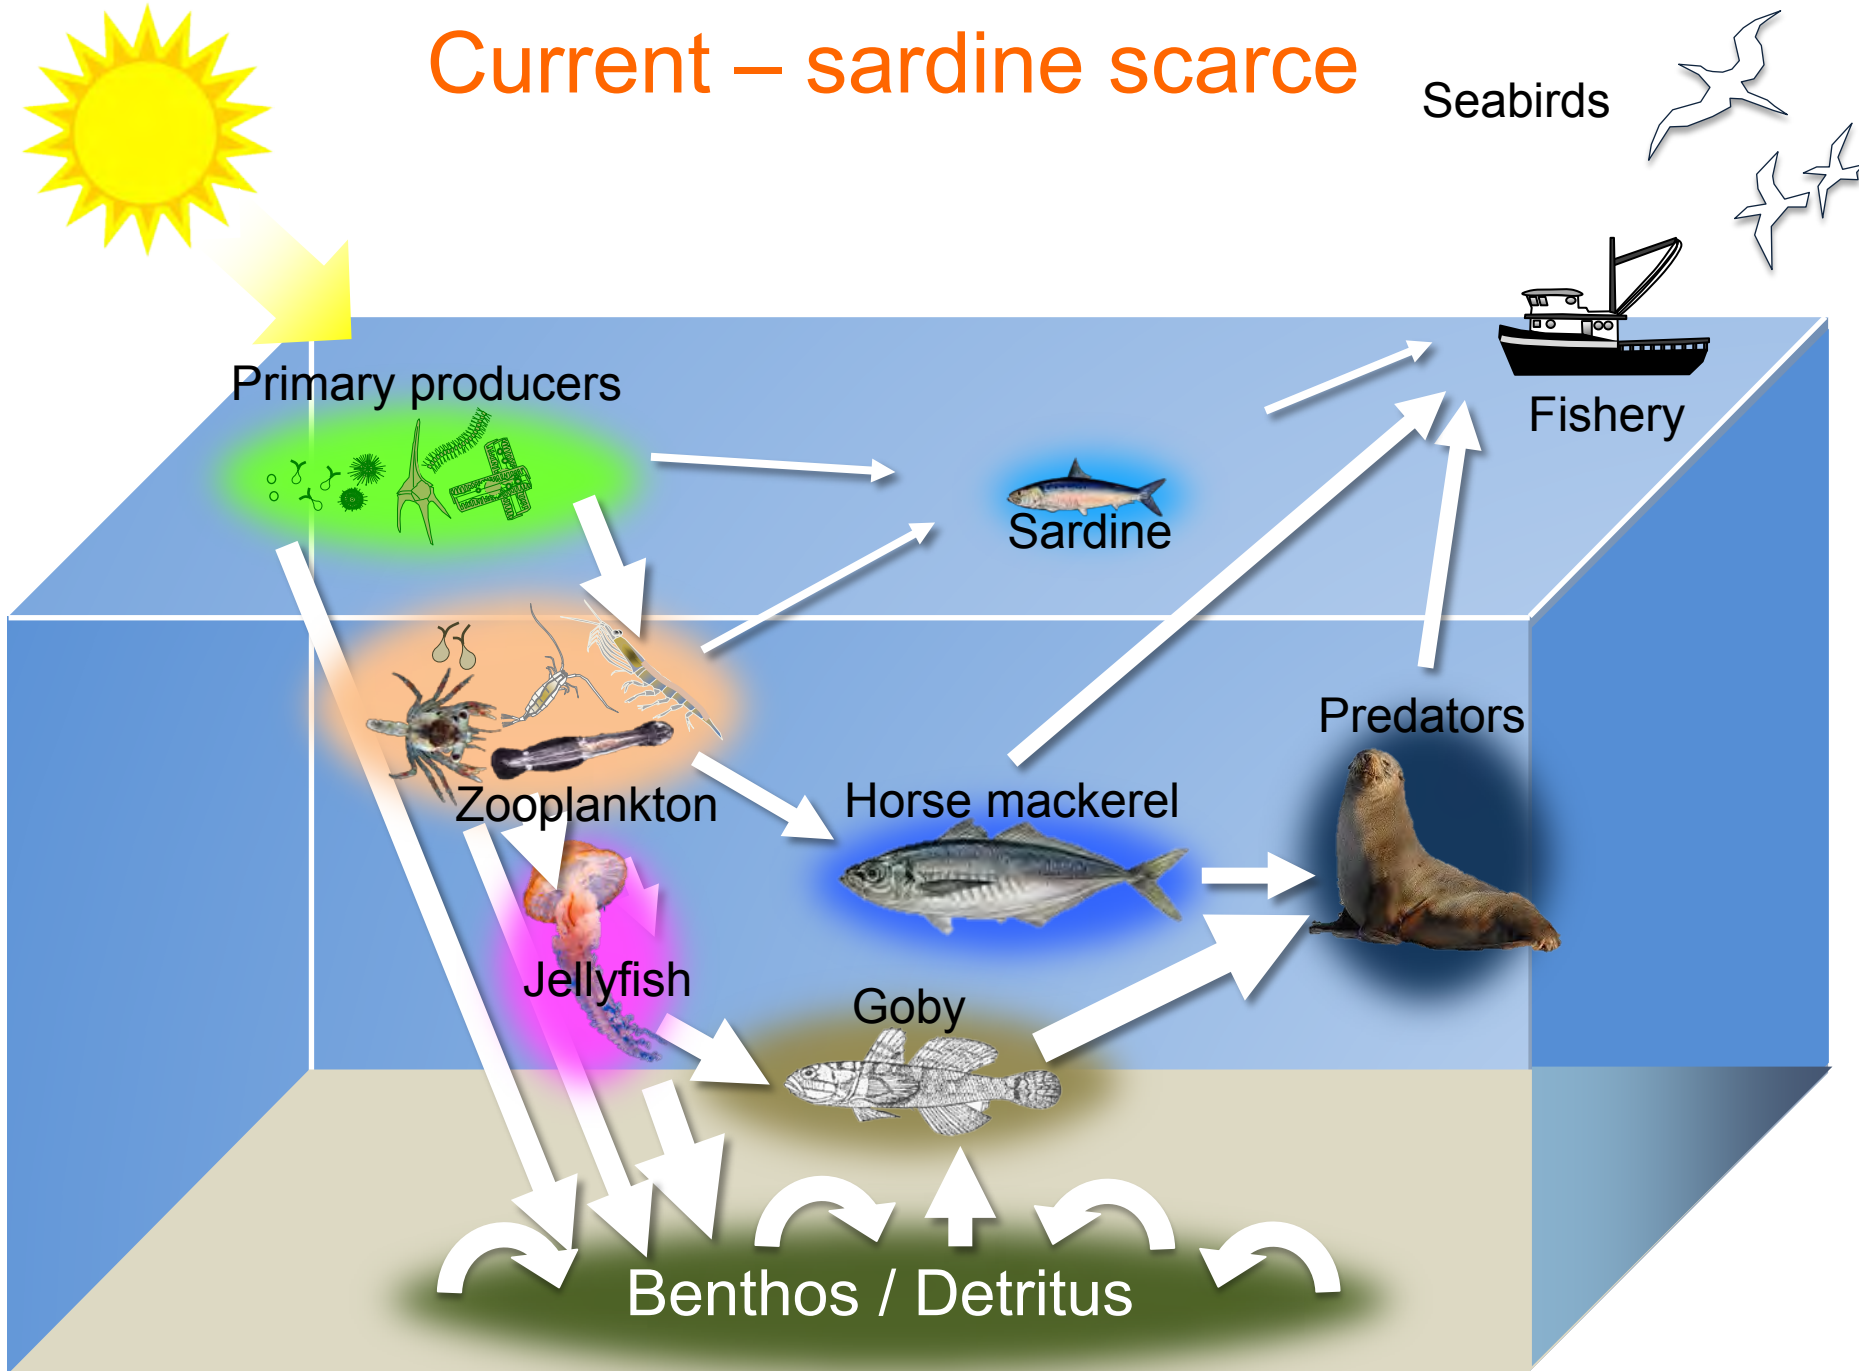 Current – sardine scarce
Seabirds
Primary producers
Fishery
Sardine
Predators
Zooplankton
Horse mackerel
Jellyfish
Goby
Benthos / Detritus